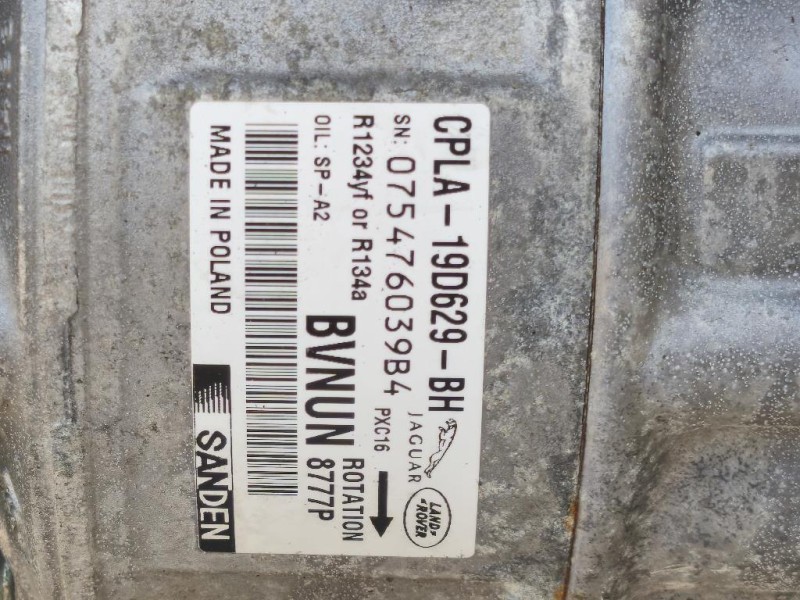 CPLA-19D629-BH
SN: 075476039B4
JAGUAR
LAND ROVER
R1234yf or R134a
PXC16
OIL: SP-A2
BVNUN
ROTATION
8777P
MADE IN POLAND
SANDEN